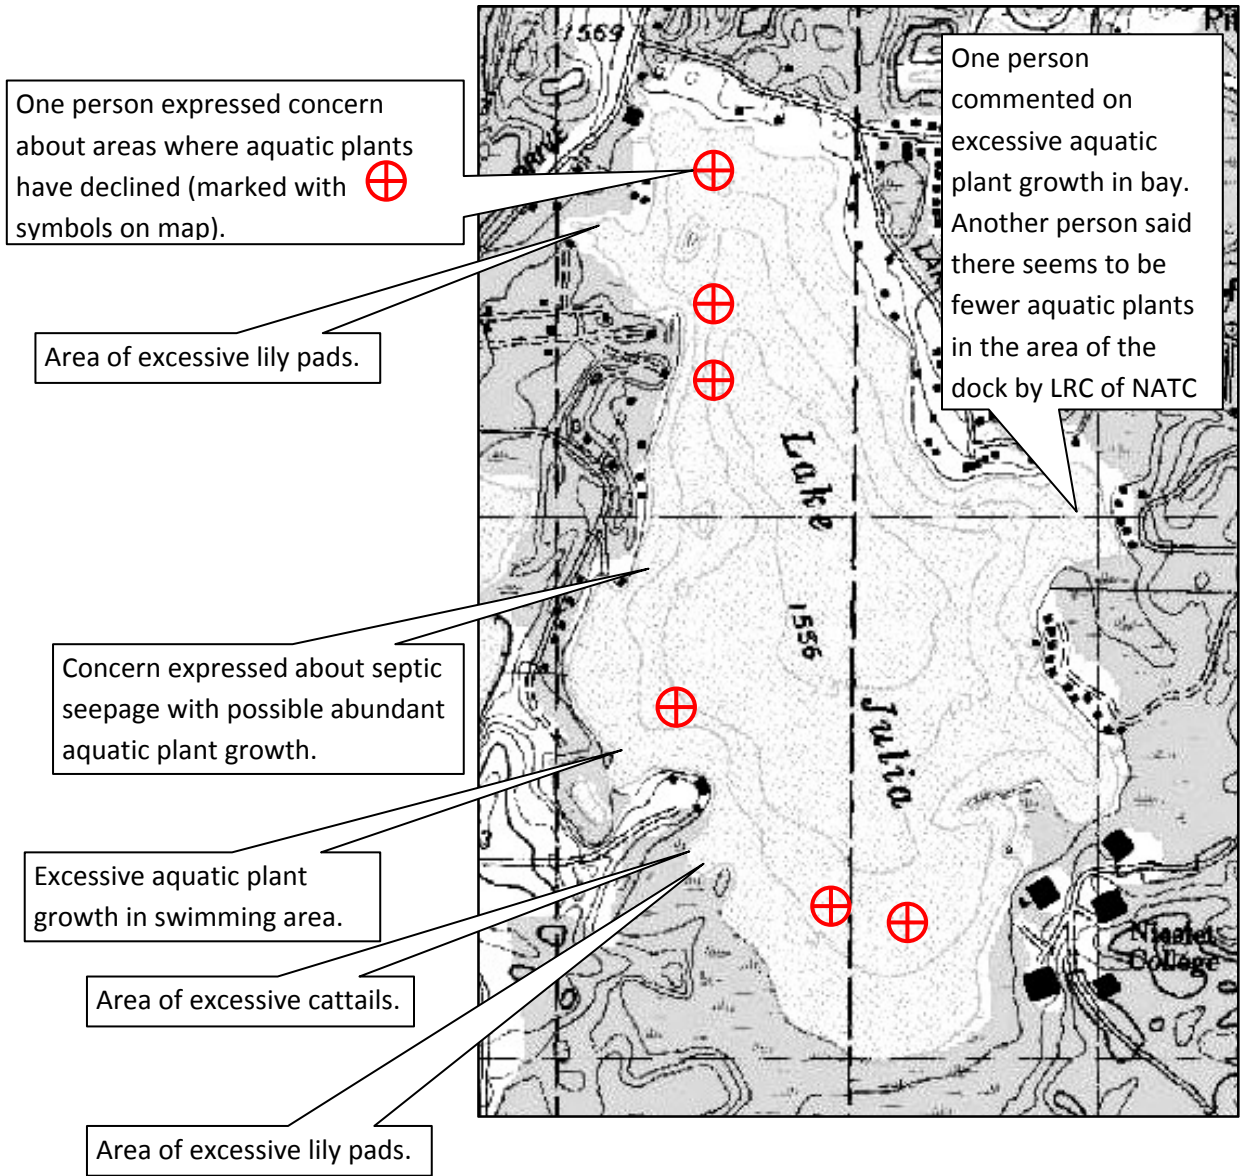 One person expressed concern
about areas where aquatic plants
have declined (marked with
symbols on map).
Area of excessive lily pads.
Concern expressed about septic
seepage with possible abundant
aquatic plant growth.
Excessive aquatic plant
growth in swimming area.
Area of excessive cattails.
Area of excessive lily pads.
One person
commented on
excessive aquatic
plant growth in bay.
Another person said
there seems to be
fewer aquatic plants
in the area of the
dock by LRC of NATC
1569
Lake
Julia
1556
Nicolet
College